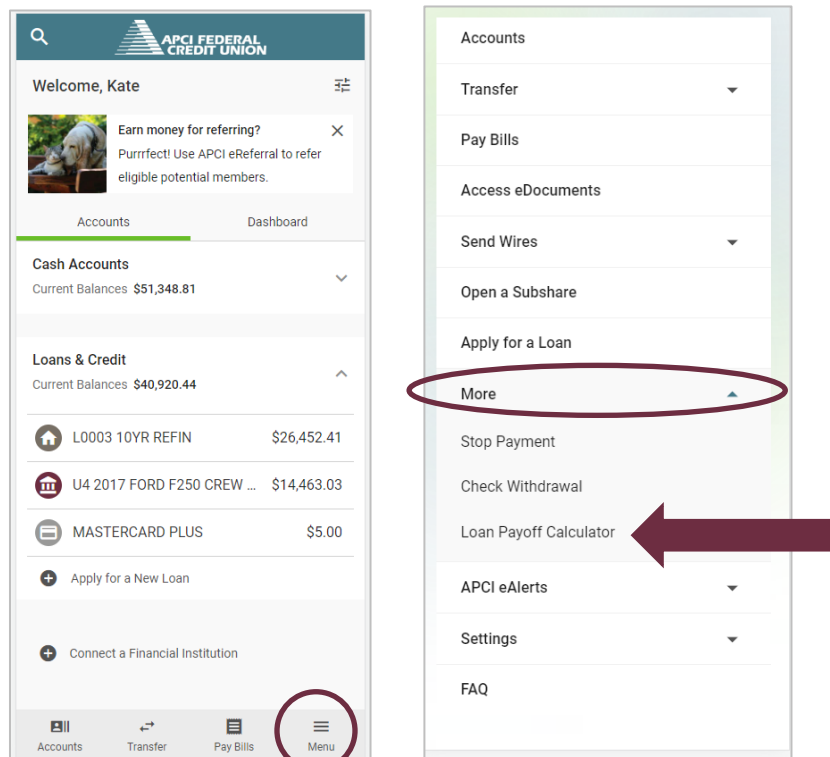 APCI FEDERAL
CREDIT UNION
Welcome, Kate
Earn money for referring?
Purrrfect! Use APCI eReferral to refer
eligible potential members.
Accounts
Dashboard
Cash Accounts
Current Balances $51,348.81
Loans & Credit
Current Balances $40,920.44
L0003 10YR REFIN $26,452.41
U4 2017 FORD F250 CREW ... $14,463.03
MASTERCARD PLUS $5.00
Apply for a New Loan
Connect a Financial Institution
Accounts
Transfer
Pay Bills
Menu
Accounts
Transfer
Pay Bills
Access eDocuments
Send Wires
Open a Subshare
Apply for a Loan
More
Stop Payment
Check Withdrawal
Loan Payoff Calculator
APCI eAlerts
Settings
FAQ